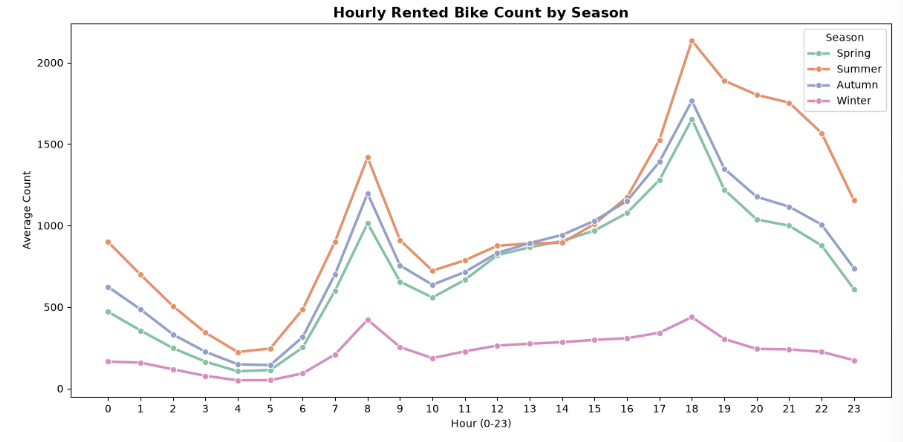 Hourly Rented Bike Count by Season
Season
Spring
Summer
Autumn
Winter
2000
1500
1000
500
0
Average Count
0 1 2 3 4 5 6 7 8 9 10 11 12 13 14 15 16 17 18 19 20 21 22 23
Hour (0-23)